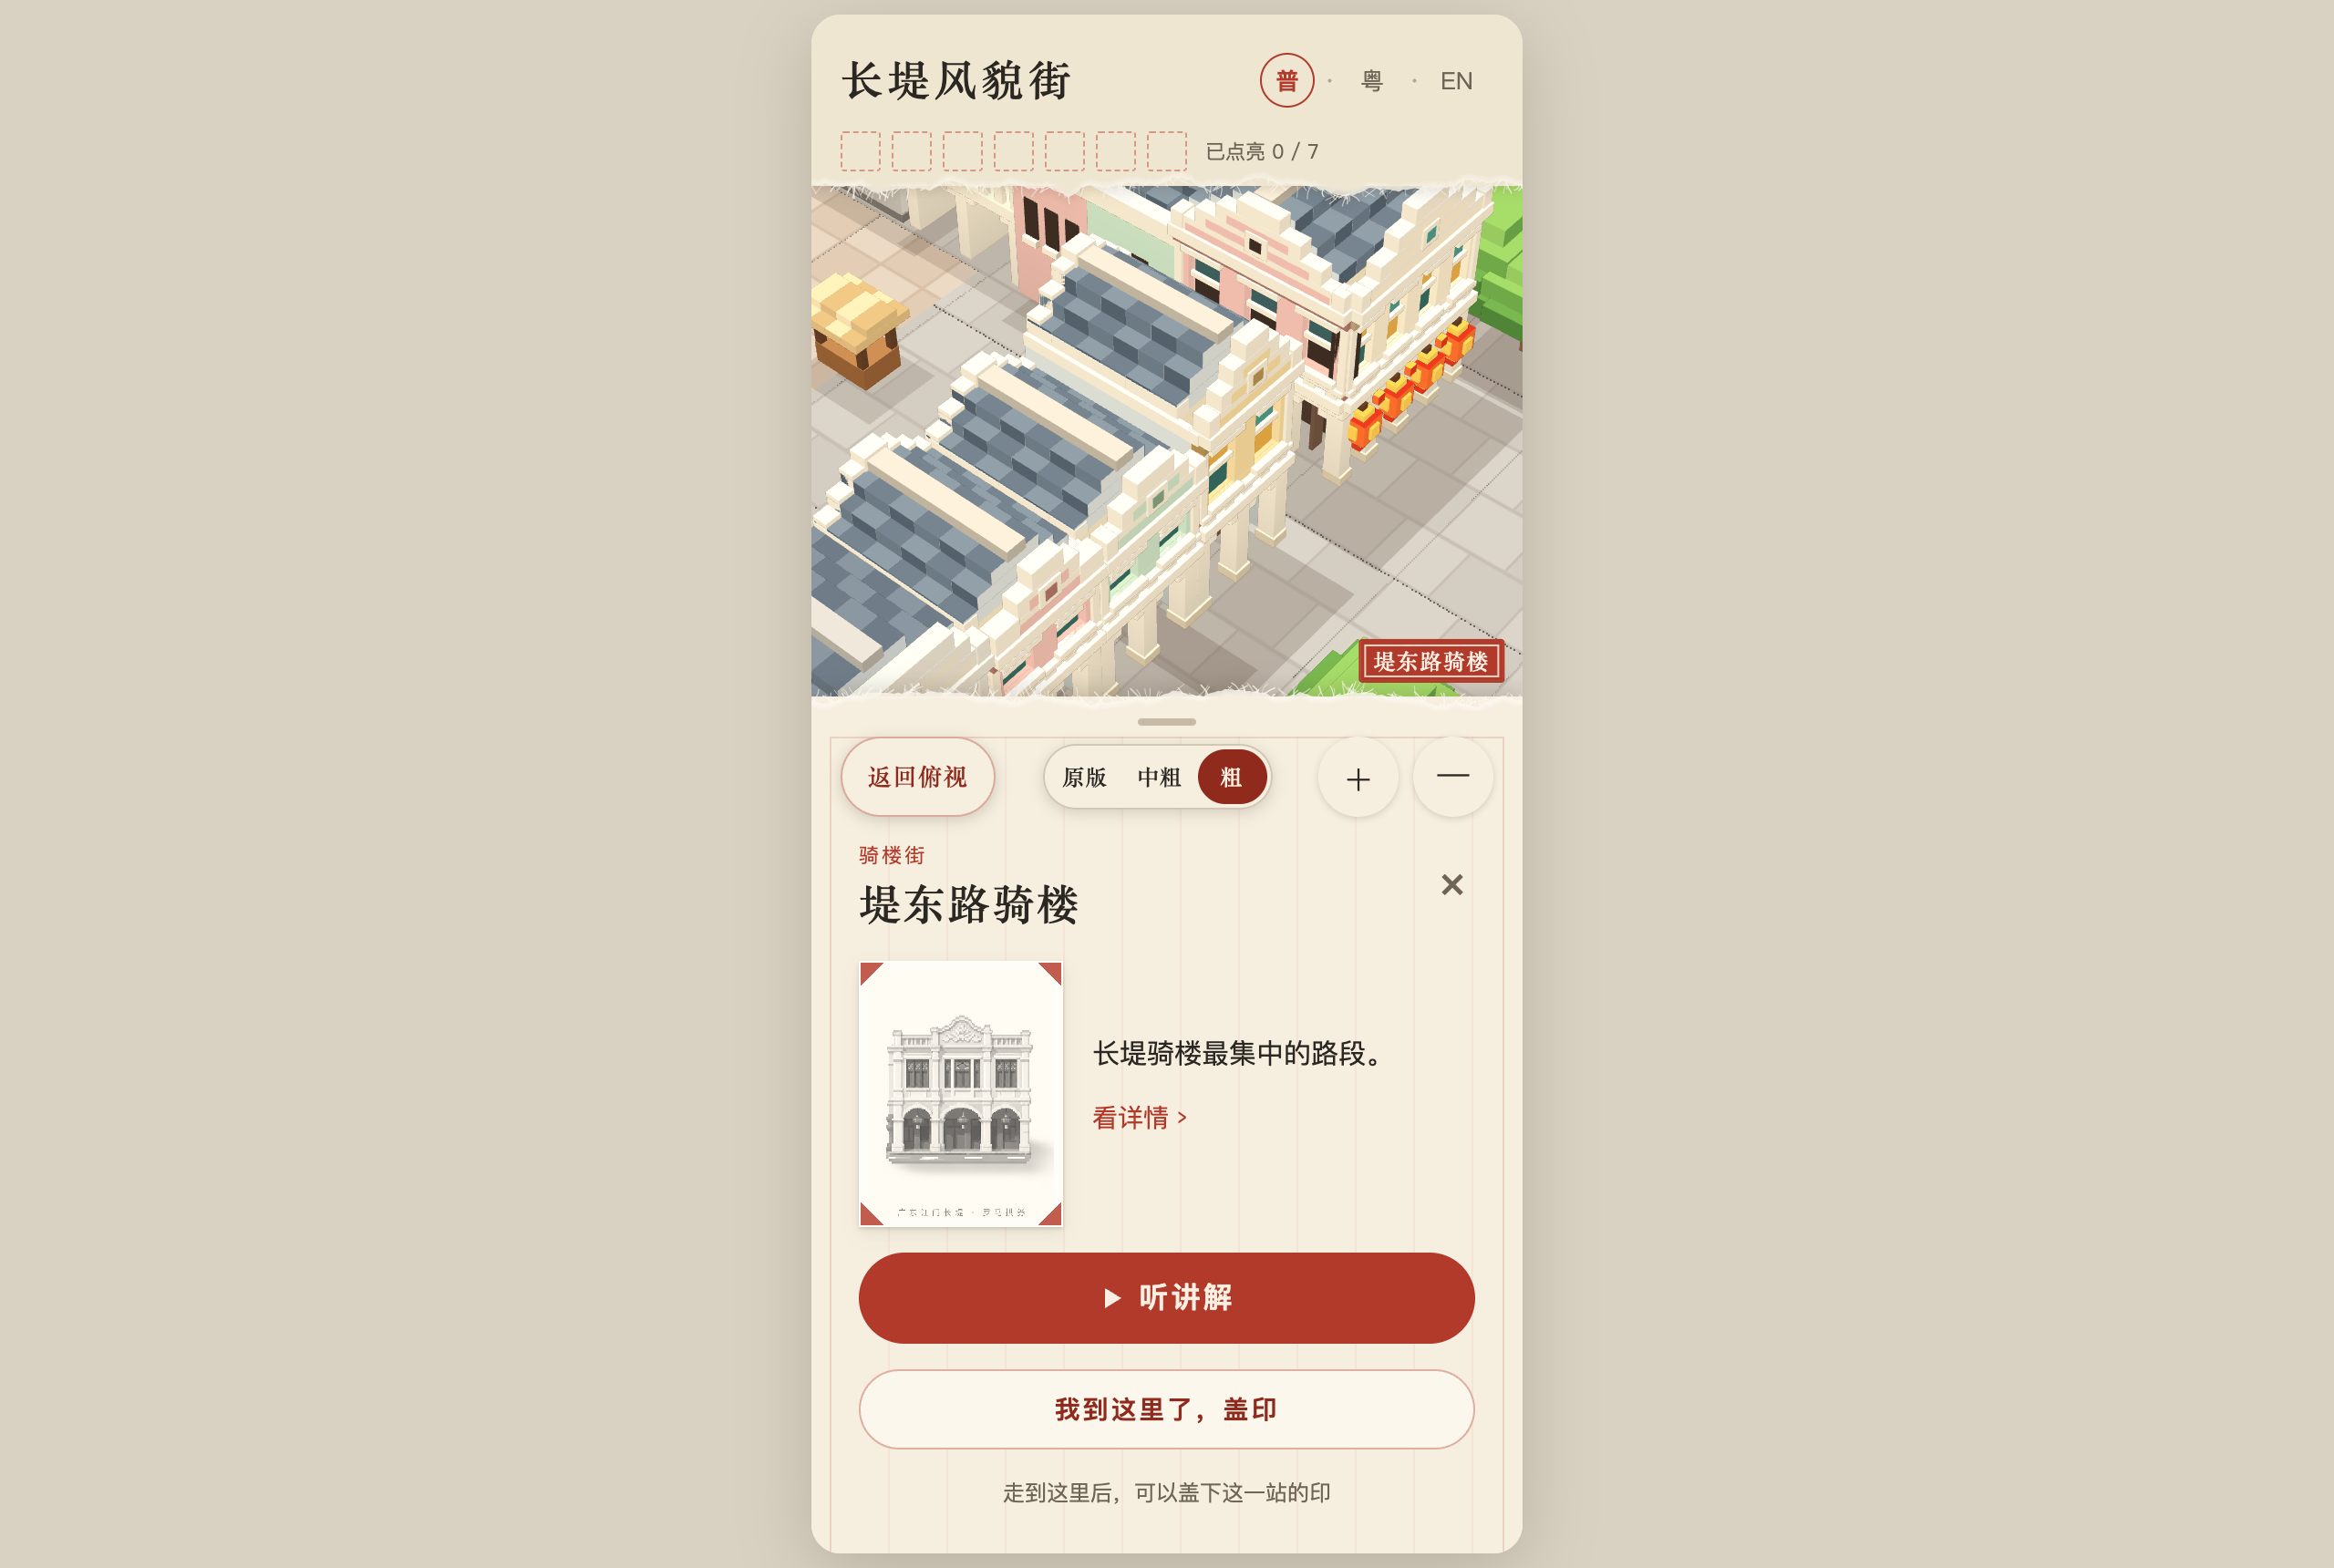 长堤风貌街
普 · 粤 · EN
已点亮 0 / 7
堤东路骑楼
返回俯视
原版 中粗 粗
+ —
骑楼街
堤东路骑楼
×
长堤骑楼最集中的路段。
看详情 ›
▶ 听讲解
我到这里了，盖印
走到这里后，可以盖下这一站的印